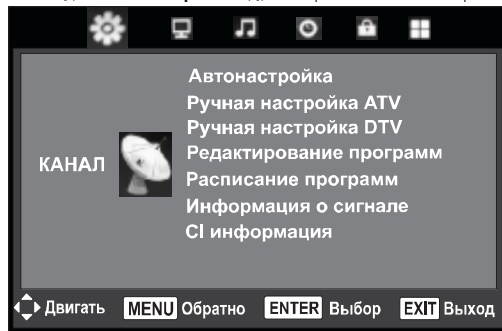 Автонастройка
Ручная настройка ATV
Ручная настройка DTV
Редактирование программ
КАНАЛ
Расписание программ
Информация о сигнале
CI информация
Двигать MENU Обратно ENTER Выбор EXIT Выход